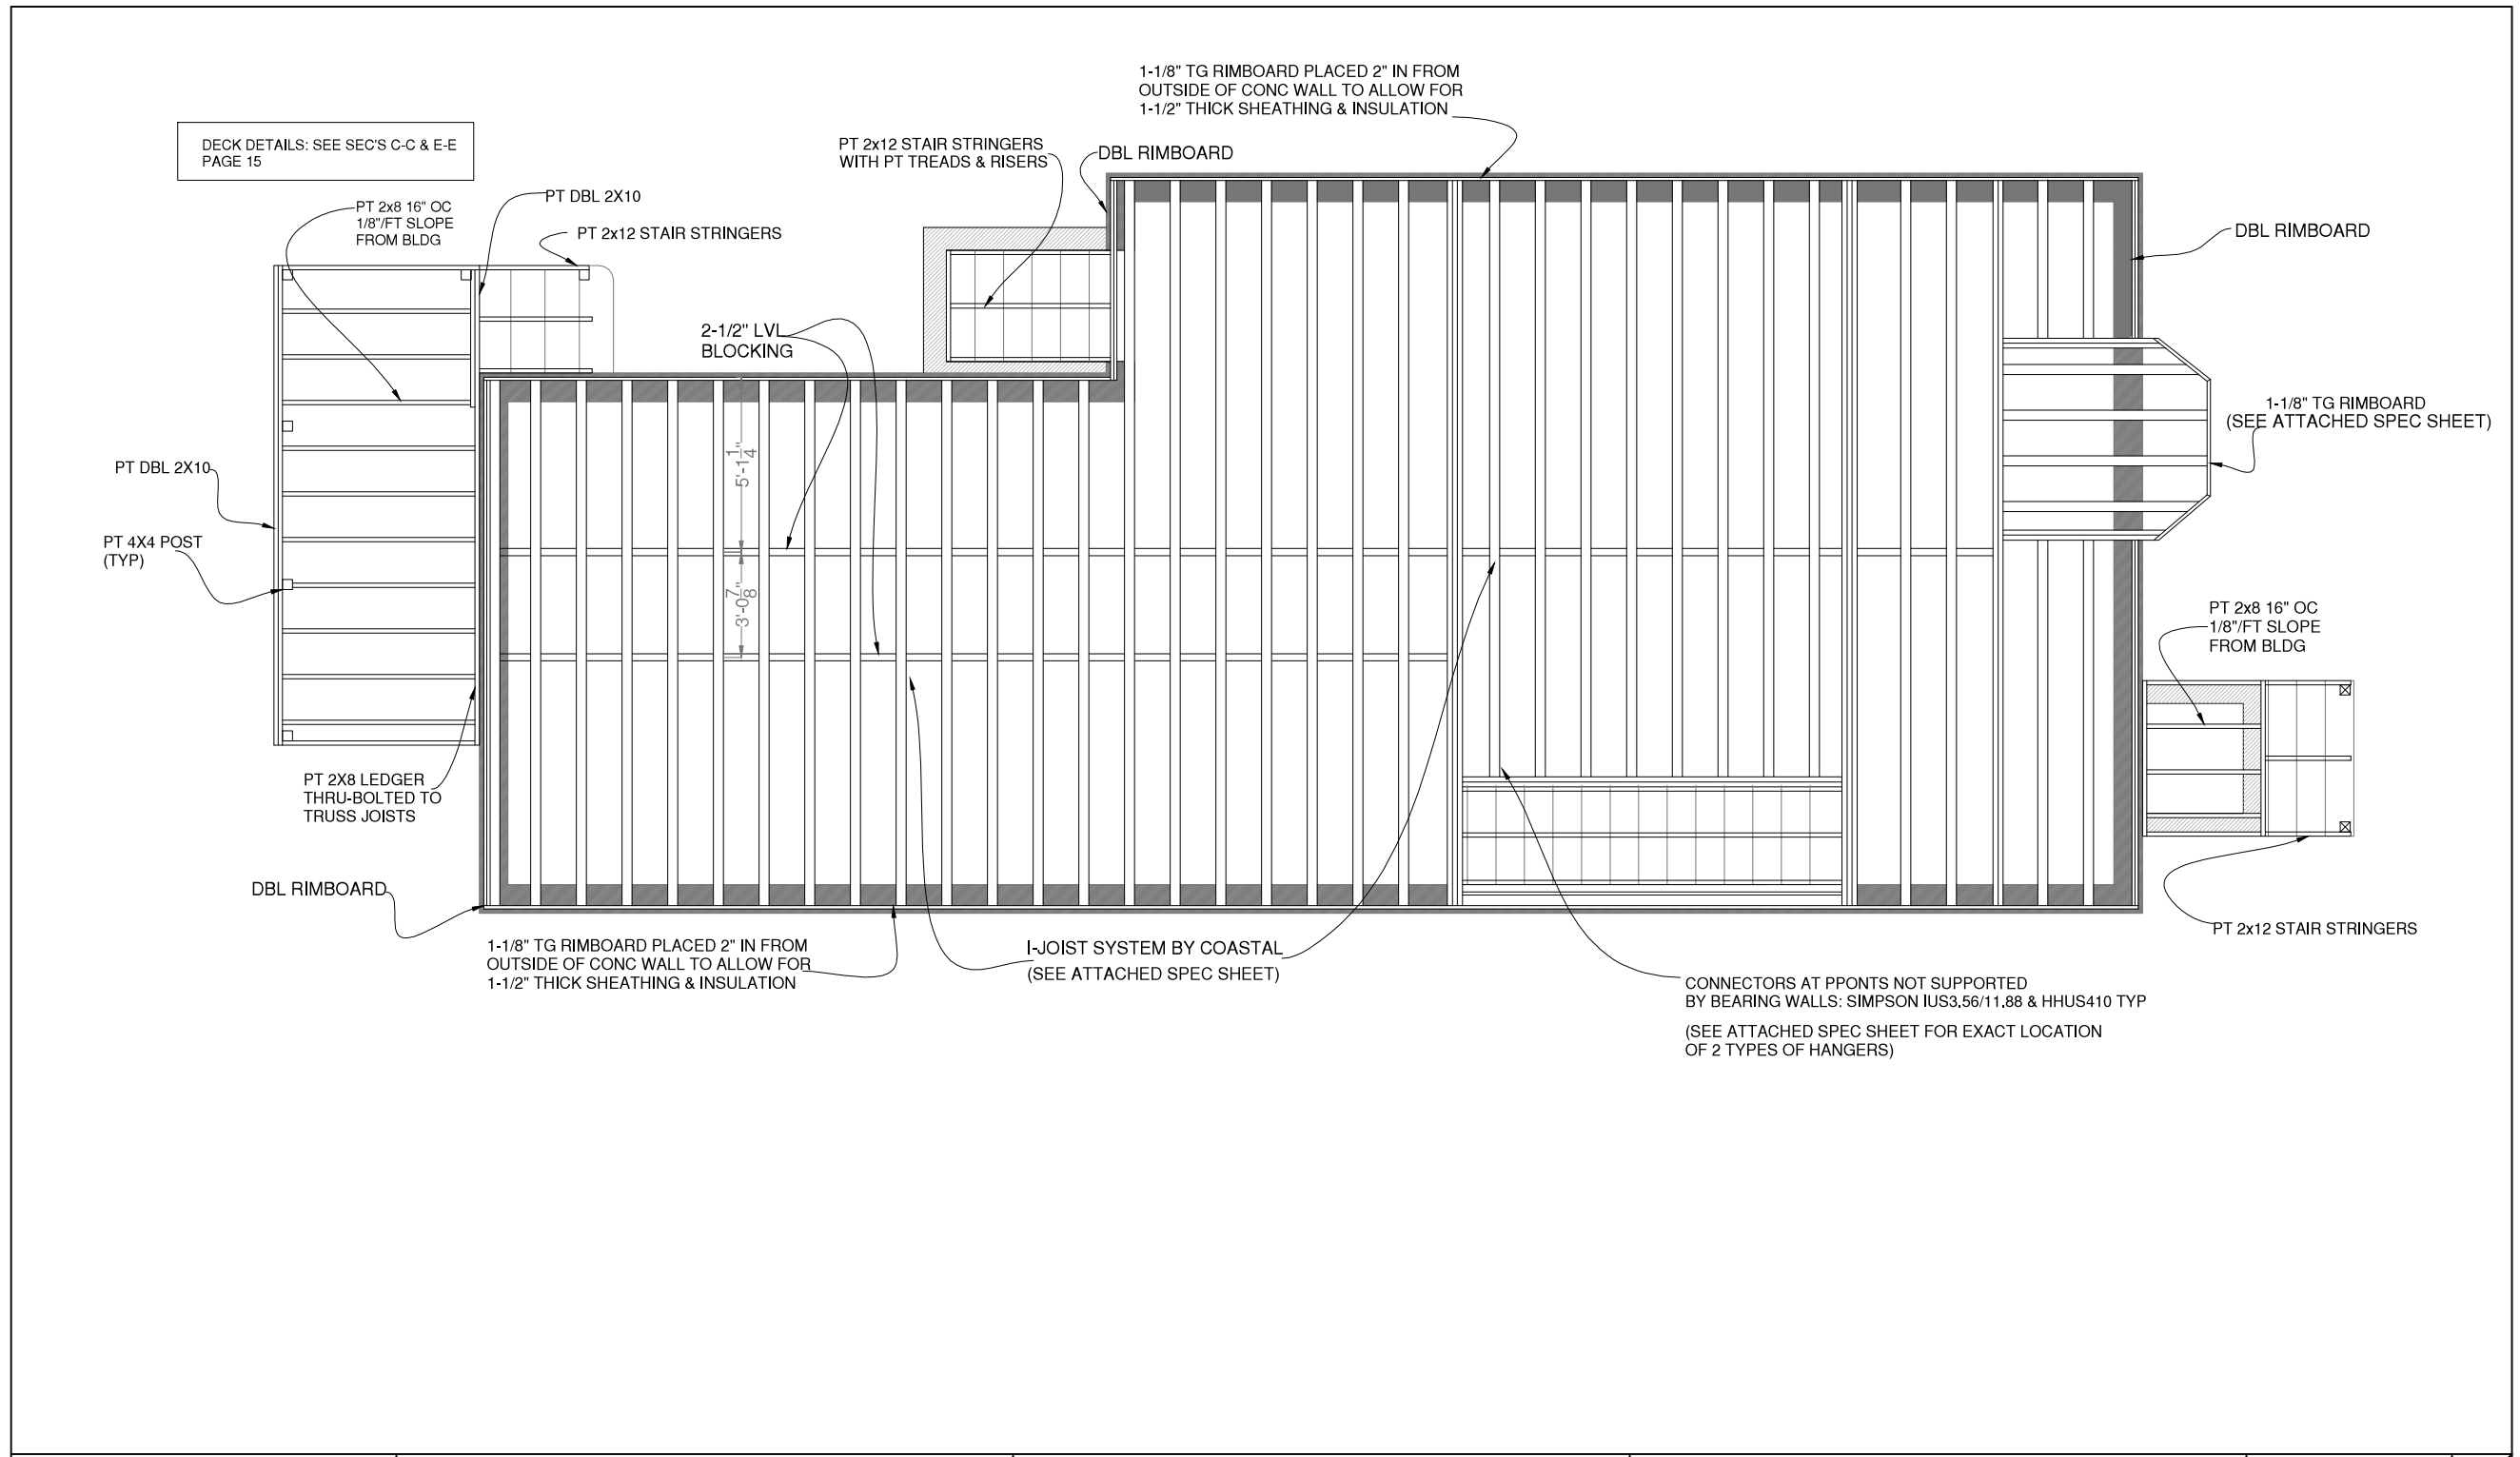 1-1/8" TG RIMBOARD PLACED 2" IN FROM
OUTSIDE OF CONC WALL TO ALLOW FOR
1-1/2" THICK SHEATHING & INSULATION
DECK DETAILS: SEE SEC'S C-C & E-E
PAGE 15
PT 2x12 STAIR STRINGERS
WITH PT TREADS & RISERS
DBL RIMBOARD
PT DBL 2X10
PT 2x8 16" OC
1/8"/FT SLOPE
FROM BLDG
PT 2x12 STAIR STRINGERS
DBL RIMBOARD
2-1/2" LVL
BLOCKING
1-1/8" TG RIMBOARD
(SEE ATTACHED SPEC SHEET)
5'-1 1/4"
PT DBL 2X10
PT 4X4 POST
(TYP)
3'-0 7/8"
PT 2x8 16" OC
1/8"/FT SLOPE
FROM BLDG
PT 2X8 LEDGER
THRU-BOLTED TO
TRUSS JOISTS
DBL RIMBOARD
PT 2x12 STAIR STRINGERS
1-1/8" TG RIMBOARD PLACED 2" IN FROM
OUTSIDE OF CONC WALL TO ALLOW FOR
1-1/2" THICK SHEATHING & INSULATION
I-JOIST SYSTEM BY COASTAL
(SEE ATTACHED SPEC SHEET)
CONNECTORS AT PPONTS NOT SUPPORTED
BY BEARING WALLS: SIMPSON IUS3.56/11.88 & HHUS410 TYP
(SEE ATTACHED SPEC SHEET FOR EXACT LOCATION
OF 2 TYPES OF HANGERS)